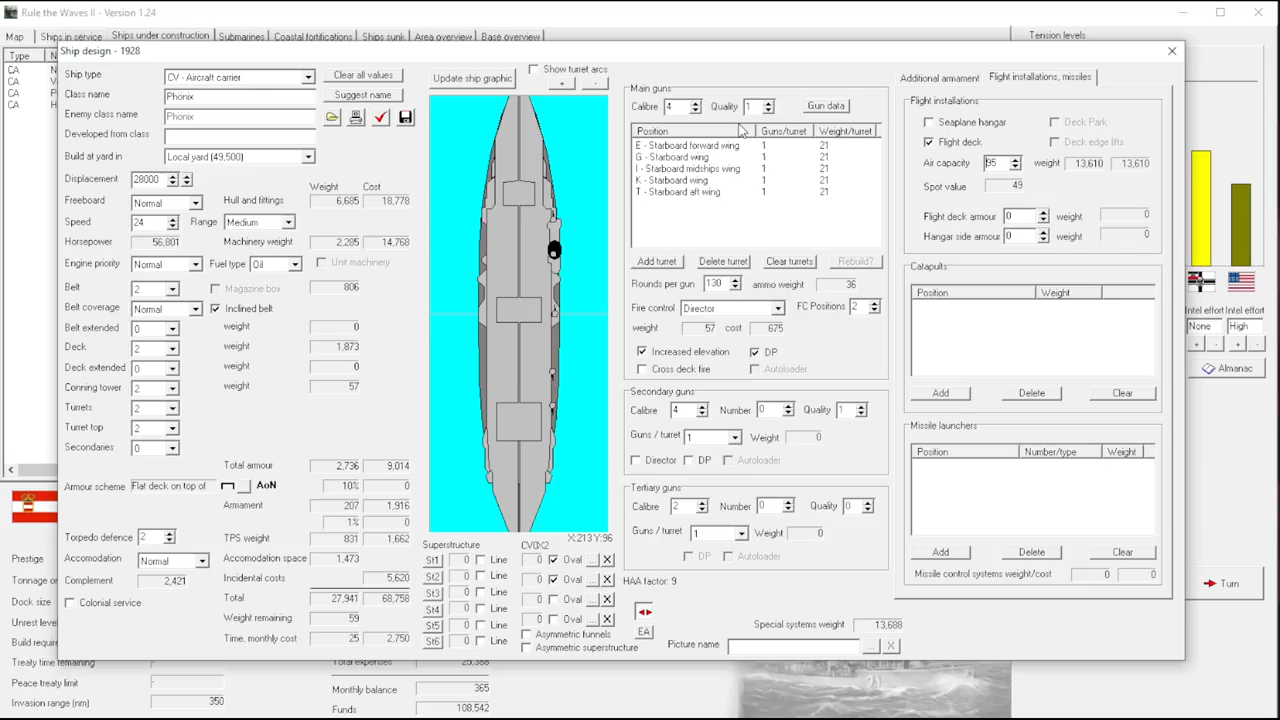 Rule the Waves II - Version 1.24
Map Ships in service Ships under construction Submarines Coastal fortifications Ships sunk Area overview Base overview
Tension levels
Type N
CA
CA V
CA P
CA H
Ship design - 1928
Ship type CV - Aircraft carrier Clear all values
Class name Phönix Suggest name
Enemy class name Phönix
Developed from class
Build at yard in Local yard (49,500)
Displacement 28000
Weight Cost
Freeboard Normal Hull and fittings 6,685 18,778
Speed 24 Range Medium
Horsepower 56,801 Machinery weight 2,285 14,768
Engine priority Normal Fuel type Oil Unit machinery
Belt 2 Magazine box 806
Belt coverage Normal Inclined belt
Belt extended 0 weight 0
Deck 2 weight 1,873
Deck extended 0 weight 0
Conning tower 2 weight 57
Turrets 2
Turret top 2
Secondaries 0
Total armour 2,736 9,014
Armour scheme Flat deck on top of AoN 10% 0
Armament 207 1,916
1% 0
Torpedo defence 2 TPS weight 831 1,662
Accomodation Normal Accomodation space 1,473
Complement 2,421 Incidental costs 5,620
Total 27,941 68,758
Colonial service Weight remaining 59
Time, monthly cost 25 2,750
Update ship graphic Show turret arcs
+ -
X:213 Y:96
Superstructure CV0X2
St1 0 Line 0 Oval ... X
St2 0 Line 0 Oval ... X
St3 0 Line 0 Oval ... X
St4 0 Line 0 Oval ... X
St5 0 Line Asymmetric funnels
St6 0 Line Asymmetric superstructure
Main guns
Calibre 4 Quality 1 Gun data
Position Guns/turret Weight/turret
E - Starboard forward wing 1 21
G - Starboard wing 1 21
I - Starboard midships wing 1 21
K - Starboard wing 1 21
T - Starboard aft wing 1 21
Add turret Delete turret Clear turrets Rebuild?
Rounds per gun 130 ammo weight 36
Fire control Director FC Positions 2
weight 57 cost 675
Increased elevation DP
Cross deck fire Autoloader
Secondary guns
Calibre 4 Number 0 Quality 1
Guns / turret 1 Weight 0
Director DP Autoloader
Tertiary guns
Calibre 2 Number 0 Quality 0
Guns / turret 1 Weight 0
DP Autoloader
HAA factor: 9
EA
Special systems weight 13,688
Picture name ... X
Additional armament Flight installations, missiles
Flight installations
Seaplane hangar Deck Park
Flight deck Deck edge lifts
Air capacity 95 weight 13,610 13,610
Spot value 49
Flight deck armour 0 weight 0
Hangar side armour 0 weight 0
Catapults
Position Weight
Add Delete Clear
Missile launchers
Position Number/type Weight
Add Delete Clear
Missile control systems weight/cost 0 0
Intel effort Intel effort
None High
+ - + -
Almanac
Turn
Prestige
Tonnage on
Dock size
Unrest level
Build requirem
Treaty time remaining
Peace treaty limit -
Invasion range (nm) 350
Total expenses 25,388
Monthly balance 365
Funds 108,542